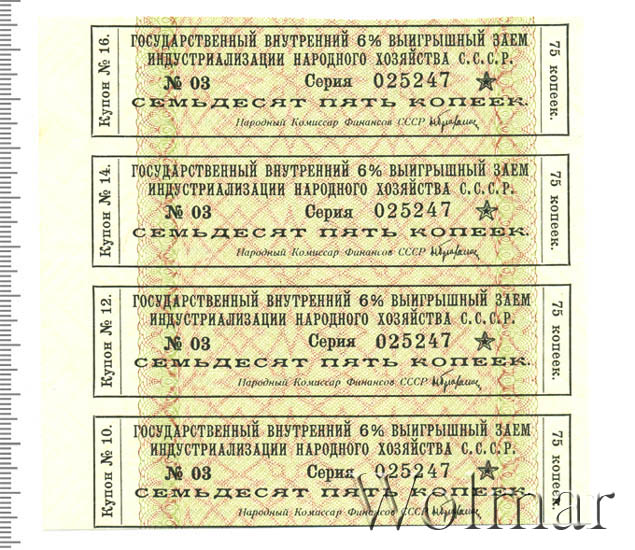 Купон № 16.
ГОСУДАРСТВЕННЫЙ ВНУТРЕННИЙ 6% ВЫИГРЫШНЫЙ ЗАЕМ
ИНДУСТРИАЛИЗАЦИИ НАРОДНОГО ХОЗЯЙСТВА С.С.С.Р.
№ 03 Серия 025247
СЕМЬДЕСЯТ ПЯТЬ КОПЕЕК.
Народный Комиссар Финансов СССР
75 копеек.
Купон № 14.
ГОСУДАРСТВЕННЫЙ ВНУТРЕННИЙ 6% ВЫИГРЫШНЫЙ ЗАЕМ
ИНДУСТРИАЛИЗАЦИИ НАРОДНОГО ХОЗЯЙСТВА С.С.С.Р.
№ 03 Серия 025247
СЕМЬДЕСЯТ ПЯТЬ КОПЕЕК.
Народный Комиссар Финансов СССР
75 копеек.
Купон № 12.
ГОСУДАРСТВЕННЫЙ ВНУТРЕННИЙ 6% ВЫИГРЫШНЫЙ ЗАЕМ
ИНДУСТРИАЛИЗАЦИИ НАРОДНОГО ХОЗЯЙСТВА С.С.С.Р.
№ 03 Серия 025247
СЕМЬДЕСЯТ ПЯТЬ КОПЕЕК.
Народный Комиссар Финансов СССР
75 копеек.
Купон № 10.
ГОСУДАРСТВЕННЫЙ ВНУТРЕННИЙ 6% ВЫИГРЫШНЫЙ ЗАЕМ
ИНДУСТРИАЛИЗАЦИИ НАРОДНОГО ХОЗЯЙСТВА С.С.С.Р.
№ 03 Серия 025247
СЕМЬДЕСЯТ ПЯТЬ КОПЕЕК.
Народный Комиссар Финансов СССР
75 копеек.
Wolmar